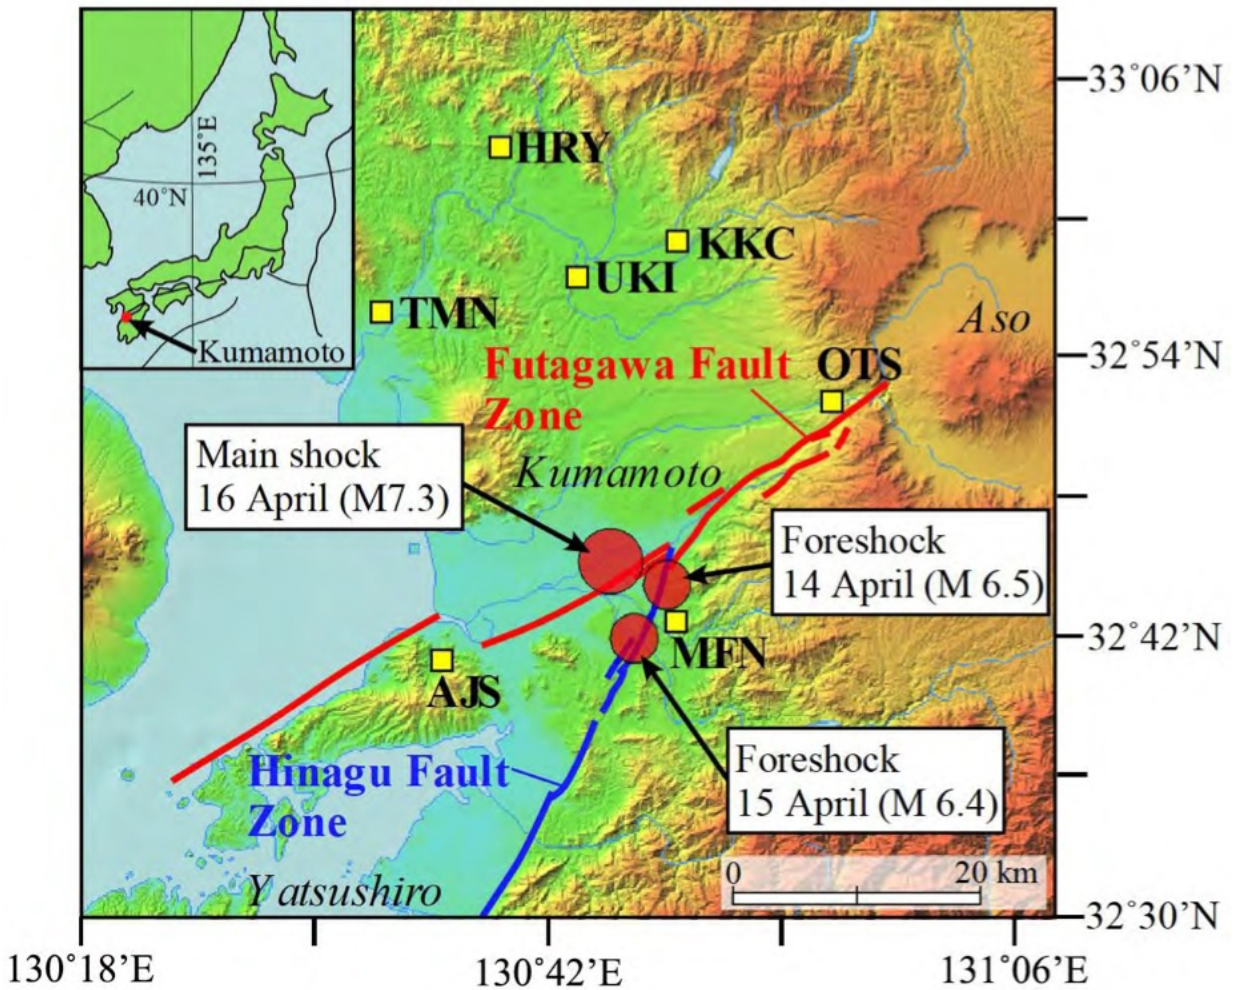 135°E
40°N
Kumamoto
HRY
KKC
UKI
TMN
Aso
Futagawa Fault
Zone
OTS
Main shock
16 April (M7.3)
Kumamoto
Foreshock
14 April (M 6.5)
MFN
AJS
Foreshock
15 April (M 6.4)
Hinagu Fault
Zone
Yatsushiro
0 20 km
33°06'N
32°54'N
32°42'N
32°30'N
130°18'E 130°42'E 131°06'E